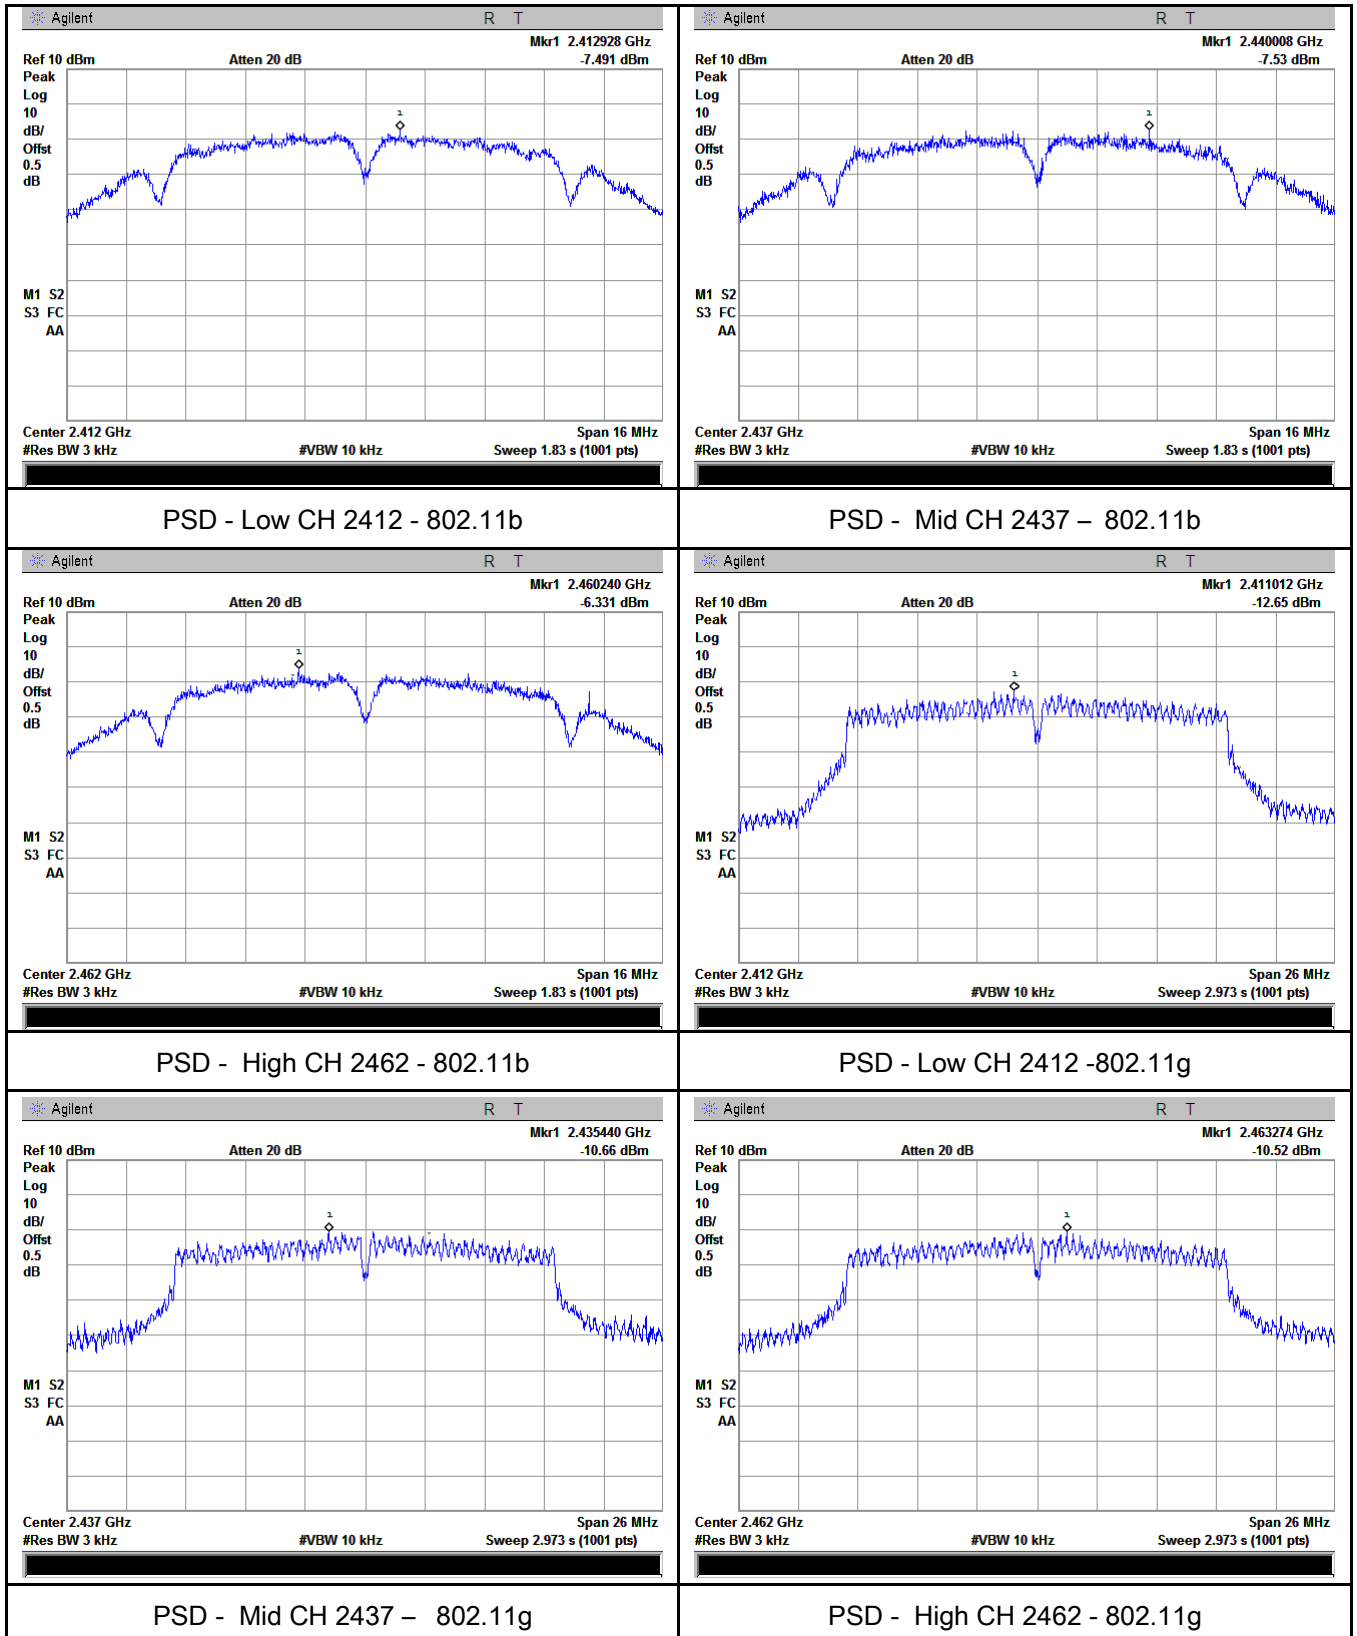 Agilent R T
Mkr1 2.412928 GHz
Ref 10 dBm Atten 20 dB -7.491 dBm
Peak
Log
10
dB/
Offst
0.5
dB
1
M1 S2
S3 FC
AA
Center 2.412 GHz Span 16 MHz
#Res BW 3 kHz #VBW 10 kHz Sweep 1.83 s (1001 pts)
PSD - Low CH 2412 - 802.11b
Agilent R T
Mkr1 2.440008 GHz
Ref 10 dBm Atten 20 dB -7.53 dBm
Peak
Log
10
dB/
Offst
0.5
dB
1
M1 S2
S3 FC
AA
Center 2.437 GHz Span 16 MHz
#Res BW 3 kHz #VBW 10 kHz Sweep 1.83 s (1001 pts)
PSD - Mid CH 2437 – 802.11b
Agilent R T
Mkr1 2.460240 GHz
Ref 10 dBm Atten 20 dB -6.331 dBm
Peak
Log
10
dB/
Offst
0.5
dB
1
M1 S2
S3 FC
AA
Center 2.462 GHz Span 16 MHz
#Res BW 3 kHz #VBW 10 kHz Sweep 1.83 s (1001 pts)
PSD - High CH 2462 - 802.11b
Agilent R T
Mkr1 2.411012 GHz
Ref 10 dBm Atten 20 dB -12.65 dBm
Peak
Log
10
dB/
Offst
0.5
dB
1
M1 S2
S3 FC
AA
Center 2.412 GHz Span 26 MHz
#Res BW 3 kHz #VBW 10 kHz Sweep 2.973 s (1001 pts)
PSD - Low CH 2412 -802.11g
Agilent R T
Mkr1 2.435440 GHz
Ref 10 dBm Atten 20 dB -10.66 dBm
Peak
Log
10
dB/
Offst
0.5
dB
1
M1 S2
S3 FC
AA
Center 2.437 GHz Span 26 MHz
#Res BW 3 kHz #VBW 10 kHz Sweep 2.973 s (1001 pts)
PSD - Mid CH 2437 – 802.11g
Agilent R T
Mkr1 2.463274 GHz
Ref 10 dBm Atten 20 dB -10.52 dBm
Peak
Log
10
dB/
Offst
0.5
dB
1
M1 S2
S3 FC
AA
Center 2.462 GHz Span 26 MHz
#Res BW 3 kHz #VBW 10 kHz Sweep 2.973 s (1001 pts)
PSD - High CH 2462 - 802.11g